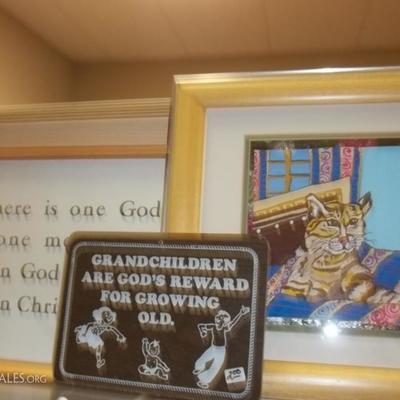 here is one God
one m
n God
n Chri
GRANDCHILDREN
ARE GOD'S REWARD
FOR GROWING
OLD.
ALES.ORG